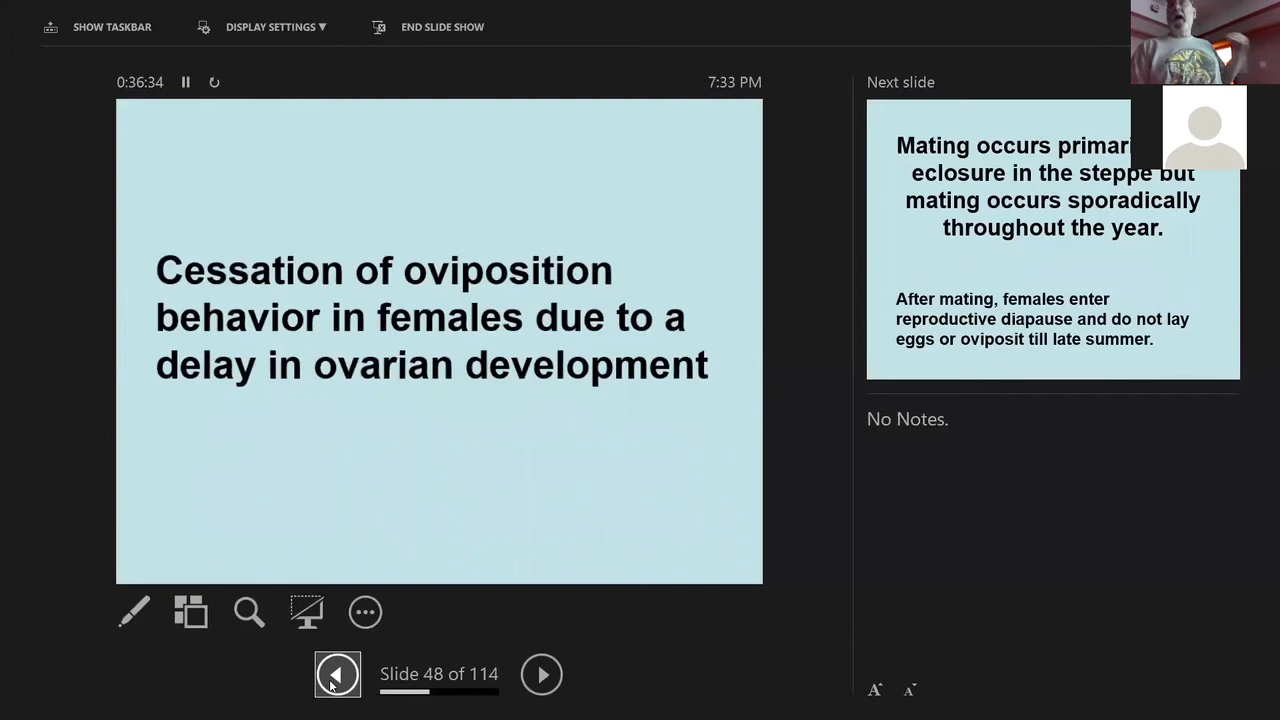 SHOW TASKBAR
DISPLAY SETTINGS ▼
END SLIDE SHOW
0:36:34
7:33 PM
Cessation of oviposition
behavior in females due to a
delay in ovarian development
Slide 48 of 114
Next slide
Mating occurs
eclosure in the steppe but
mating occurs sporadically
throughout the year.
After mating, females enter
reproductive diapause and do not lay
eggs or oviposit till late summer.
No Notes.
A A